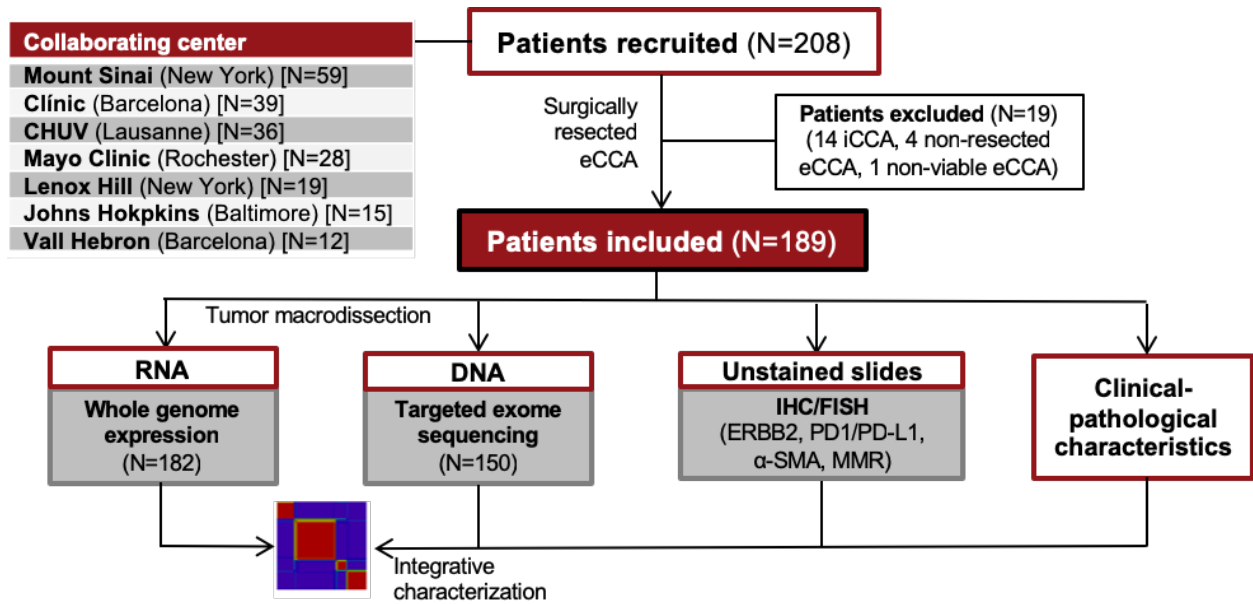 Collaborating center
Mount Sinai (New York) [N=59]
Clínic (Barcelona) [N=39]
CHUV (Lausanne) [N=36]
Mayo Clinic (Rochester) [N=28]
Lenox Hill (New York) [N=19]
Johns Hokpkins (Baltimore) [N=15]
Vall Hebron (Barcelona) [N=12]
Patients recruited (N=208)
Surgically
resected
eCCA
Patients excluded (N=19)
(14 iCCA, 4 non-resected
eCCA, 1 non-viable eCCA)
Patients included (N=189)
Tumor macrodissection
RNA
Whole genome
expression
(N=182)
DNA
Targeted exome
sequencing
(N=150)
Unstained slides
IHC/FISH
(ERBB2, PD1/PD-L1,
α-SMA, MMR)
Clinical-
pathological
characteristics
Integrative
characterization